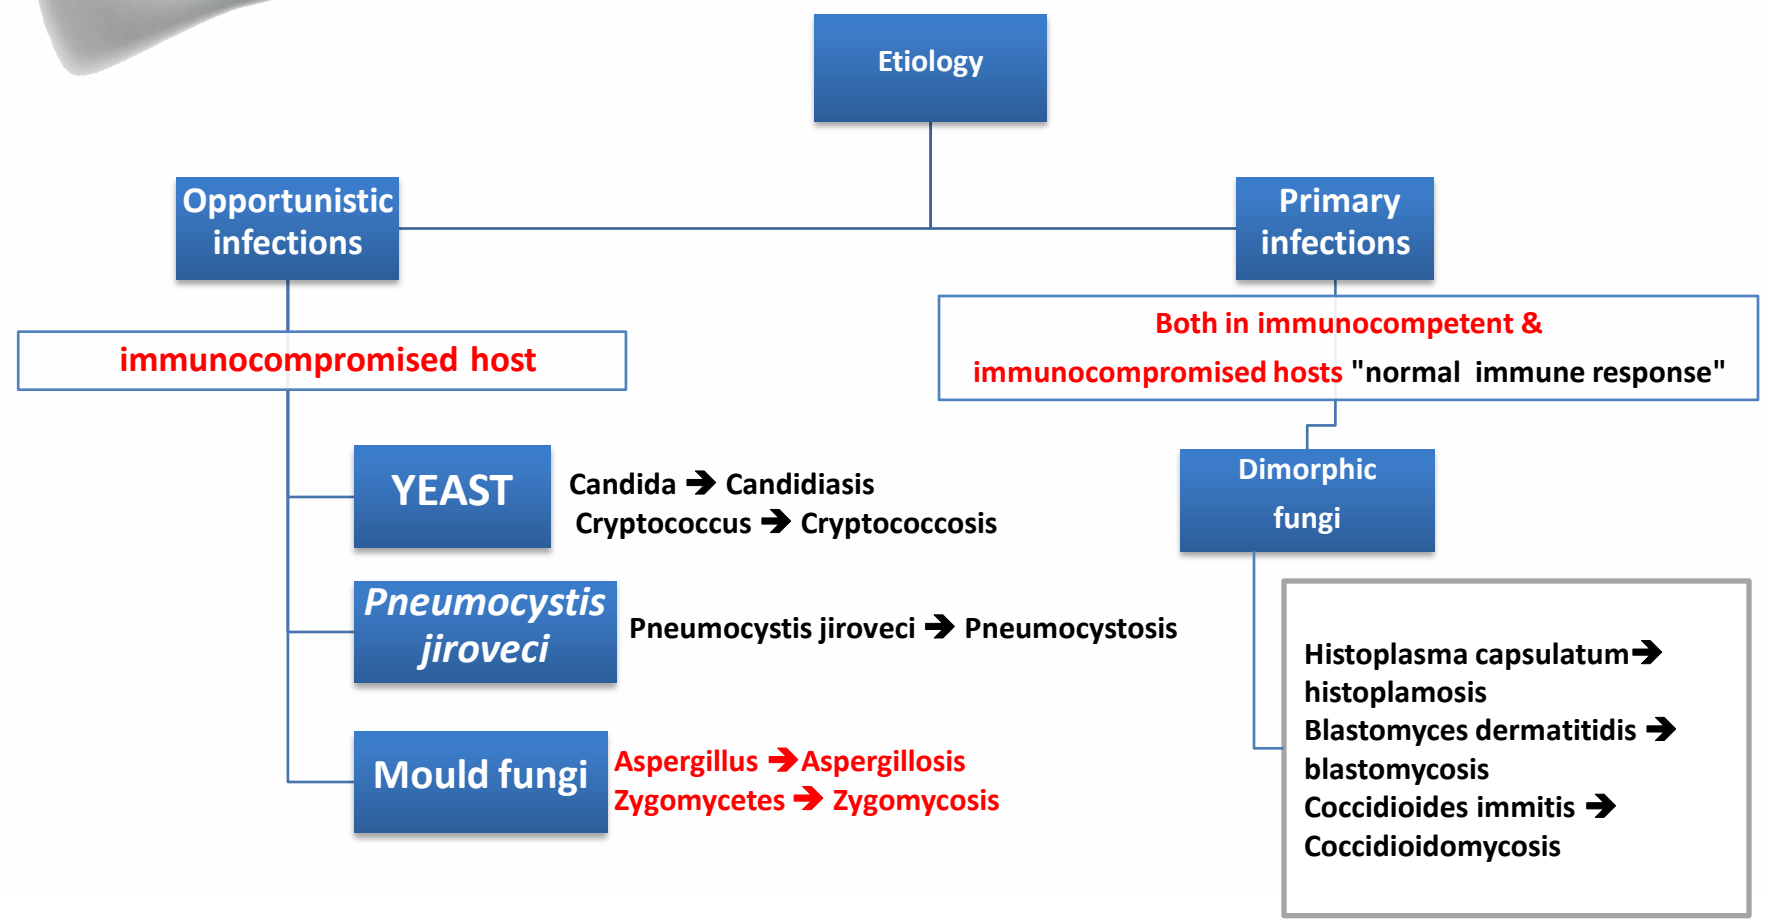 Etiology
Opportunistic
infections
Primary
infections
immunocompromised host
Both in immunocompetent &
immunocompromised hosts "normal immune response"
YEAST
Candida ➔ Candidiasis
Cryptococcus ➔ Cryptococcosis
Pneumocystis
jiroveci
Pneumocystis jiroveci ➔ Pneumocystosis
Mould fungi
Aspergillus ➔Aspergillosis
Zygomycetes ➔ Zygomycosis
Dimorphic
fungi
Histoplasma capsulatum➔
histoplamosis
Blastomyces dermatitidis ➔
blastomycosis
Coccidioides immitis ➔
Coccidioidomycosis